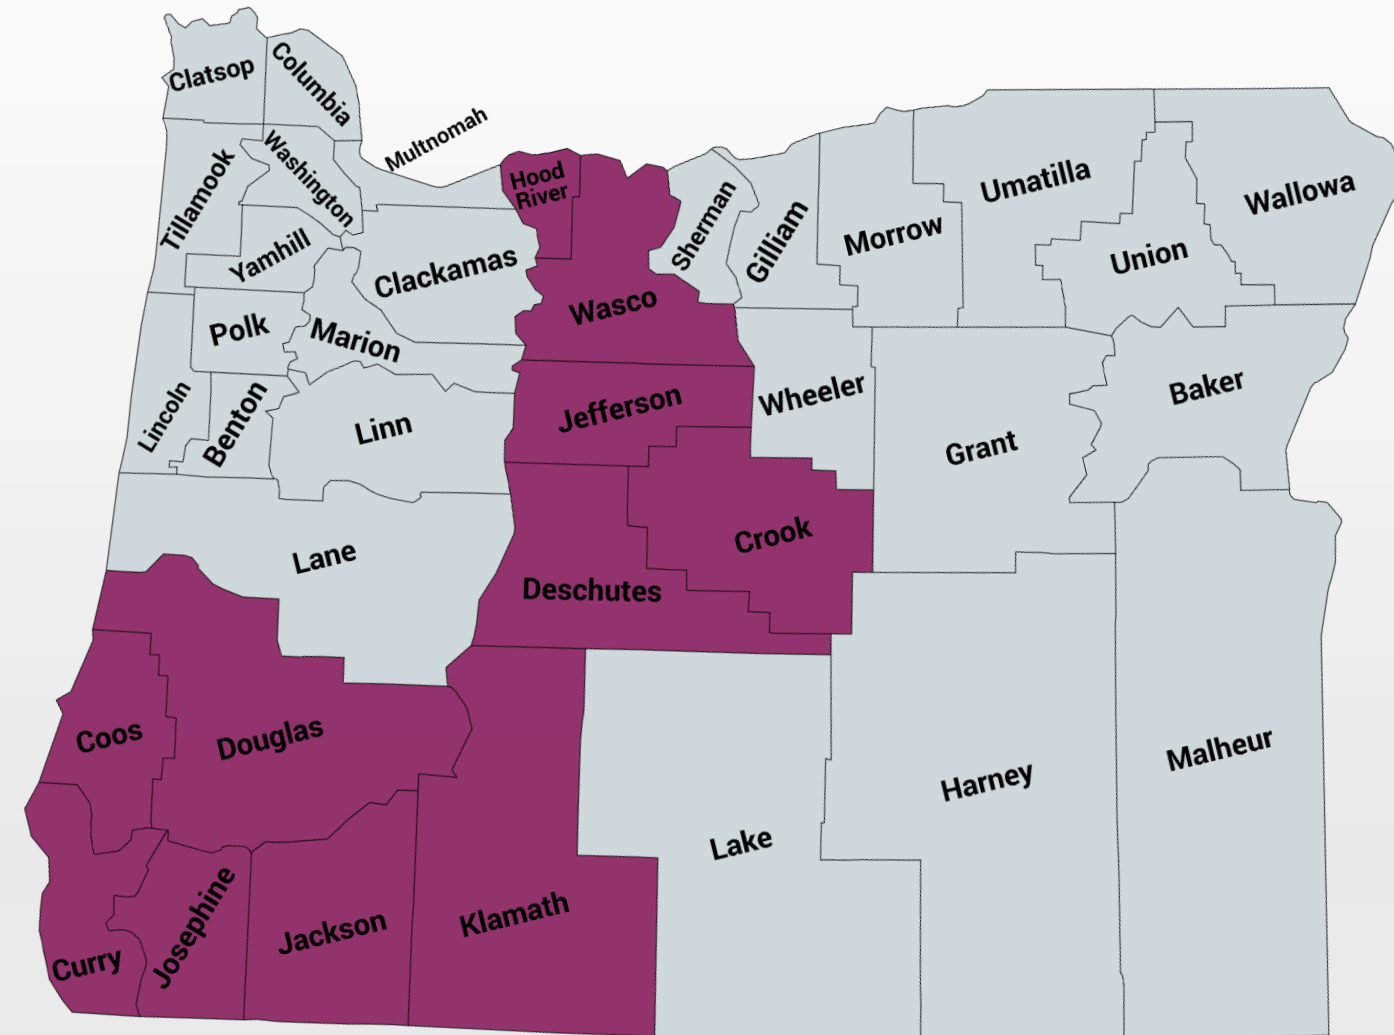 Clatsop
Columbia
Multnomah
Tillamook
Washington
Hood
River
Umatilla
Wallowa
Sherman
Gilliam
Morrow
Union
Yamhill
Clackamas
Wasco
Polk
Marion
Wheeler
Baker
Lincoln
Benton
Linn
Jefferson
Grant
Crook
Lane
Deschutes
Coos
Douglas
Malheur
Harney
Lake
Curry
Josephine
Jackson
Klamath